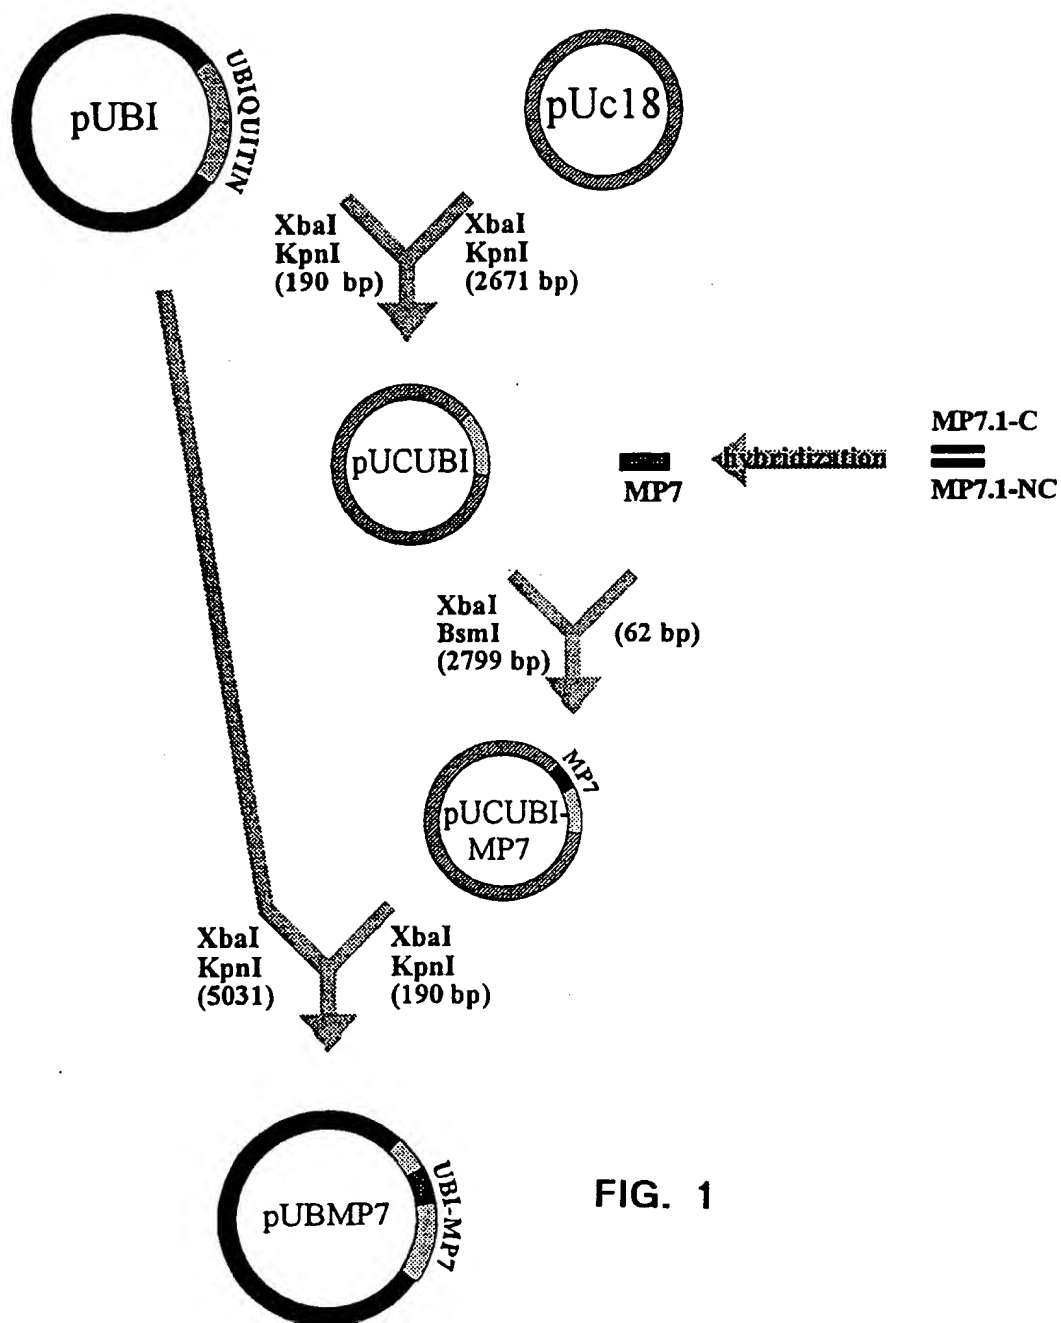 pUBI
UBIQUITIN
pUc18
XbaI
KpnI
(190 bp)
XbaI
KpnI
(2671 bp)
pUCUBI
MP7
hybridization
MP7.1-C
MP7.1-NC
XbaI
BsmI
(2799 bp)
(62 bp)
MP7
pUCUBI-
MP7
XbaI
KpnI
(5031)
XbaI
KpnI
(190 bp)
pUBMP7
UBI-MP7
FIG. 1